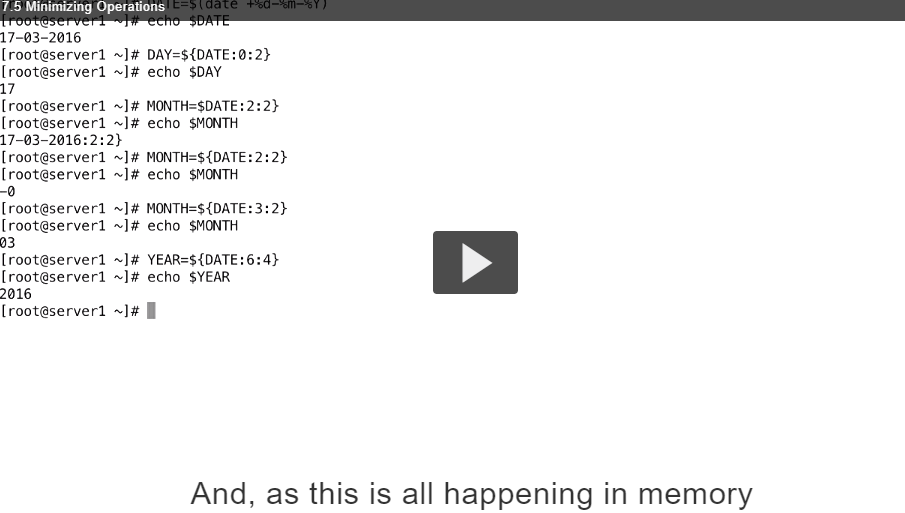 7.5 Minimizing Operations
DATE=$(date +%d-%m-%Y)
[root@server1 ~]# echo $DATE
17-03-2016
[root@server1 ~]# DAY=${DATE:0:2}
[root@server1 ~]# echo $DAY
17
[root@server1 ~]# MONTH=$DATE:2:2}
[root@server1 ~]# echo $MONTH
17-03-2016:2:2}
[root@server1 ~]# MONTH=${DATE:2:2}
[root@server1 ~]# echo $MONTH
-0
[root@server1 ~]# MONTH=${DATE:3:2}
[root@server1 ~]# echo $MONTH
03
[root@server1 ~]# YEAR=${DATE:6:4}
[root@server1 ~]# echo $YEAR
2016
[root@server1 ~]#
And, as this is all happening in memory